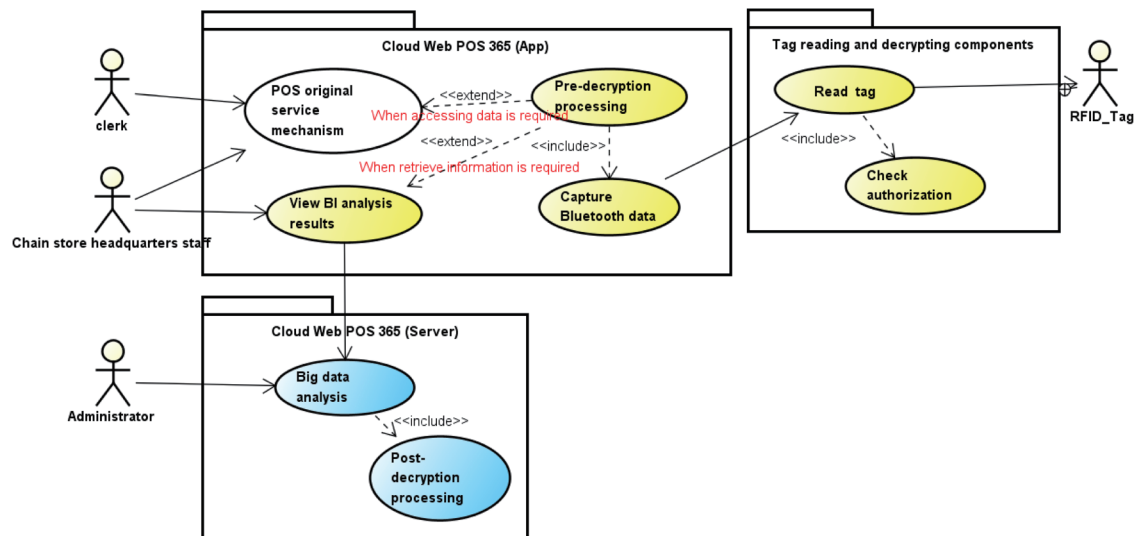 Cloud Web POS 365 (App)
Tag reading and decrypting components
clerk
POS original
service
mechanism
<<extend>>
Pre-decryption
processing
When accessing data is required
Read tag
RFID_Tag
<<extend>>
<<include>>
<<include>>
When retrieve information is required
Check
authorization
Chain store headquarters staff
View BI analysis
results
Capture
Bluetooth data
Cloud Web POS 365 (Server)
Administrator
Big data
analysis
<<include>>
Post-
decryption
processing